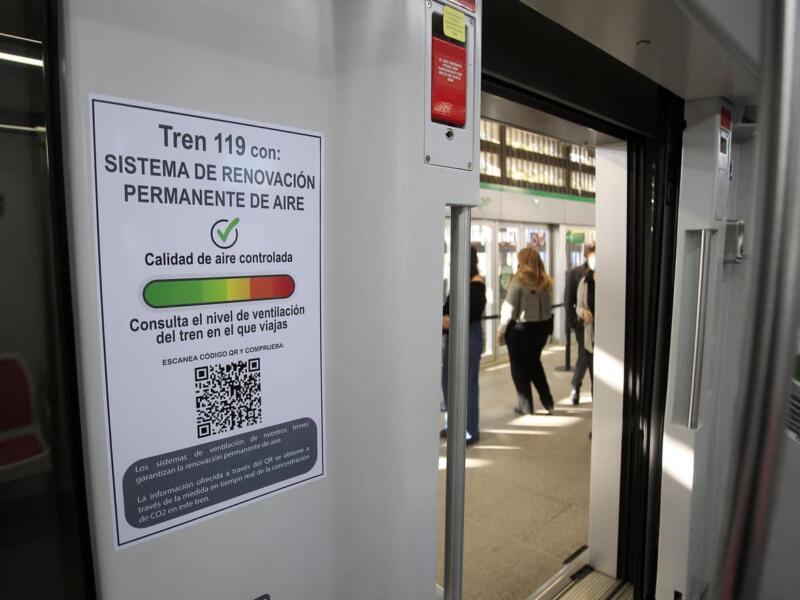 Tren 119 con:
SISTEMA DE RENOVACIÓN
PERMANENTE DE AIRE
Calidad de aire controlada
Consulta el nivel de ventilación
del tren en el que viajas
ESCANEA CÓDIGO QR Y COMPRUEBA:
Los sistemas de ventilación de nuestros trenes
garantizan la renovación permanente de aire.
La información ofrecida a través del QR se obtiene a
través de la medida en tiempo real de la concentración
de CO2 en este tren.